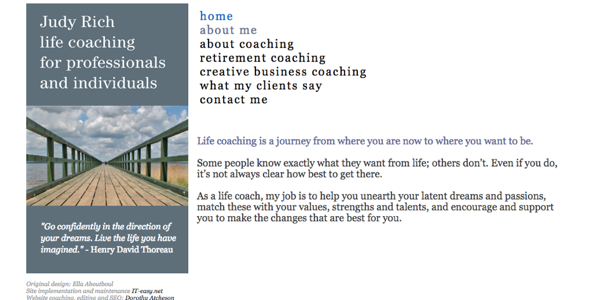 Judy Rich
life coaching
for professionals
and individuals
"Go confidently in the direction of
your dreams. Live the life you have
imagined." - Henry David Thoreau
Original design: Ella Aboutboul
Site implementation and maintenance IT-easy.net
Website coaching, editing and SEO: Dorothy Atcheson
home
about me
about coaching
retirement coaching
creative business coaching
what my clients say
contact me
Life coaching is a journey from where you are now to where you want to be.
Some people know exactly what they want from life; others don't. Even if you do,
it's not always clear how best to get there.
As a life coach, my job is to help you unearth your latent dreams and passions,
match these with your values, strengths and talents, and encourage and support
you to make the changes that are best for you.